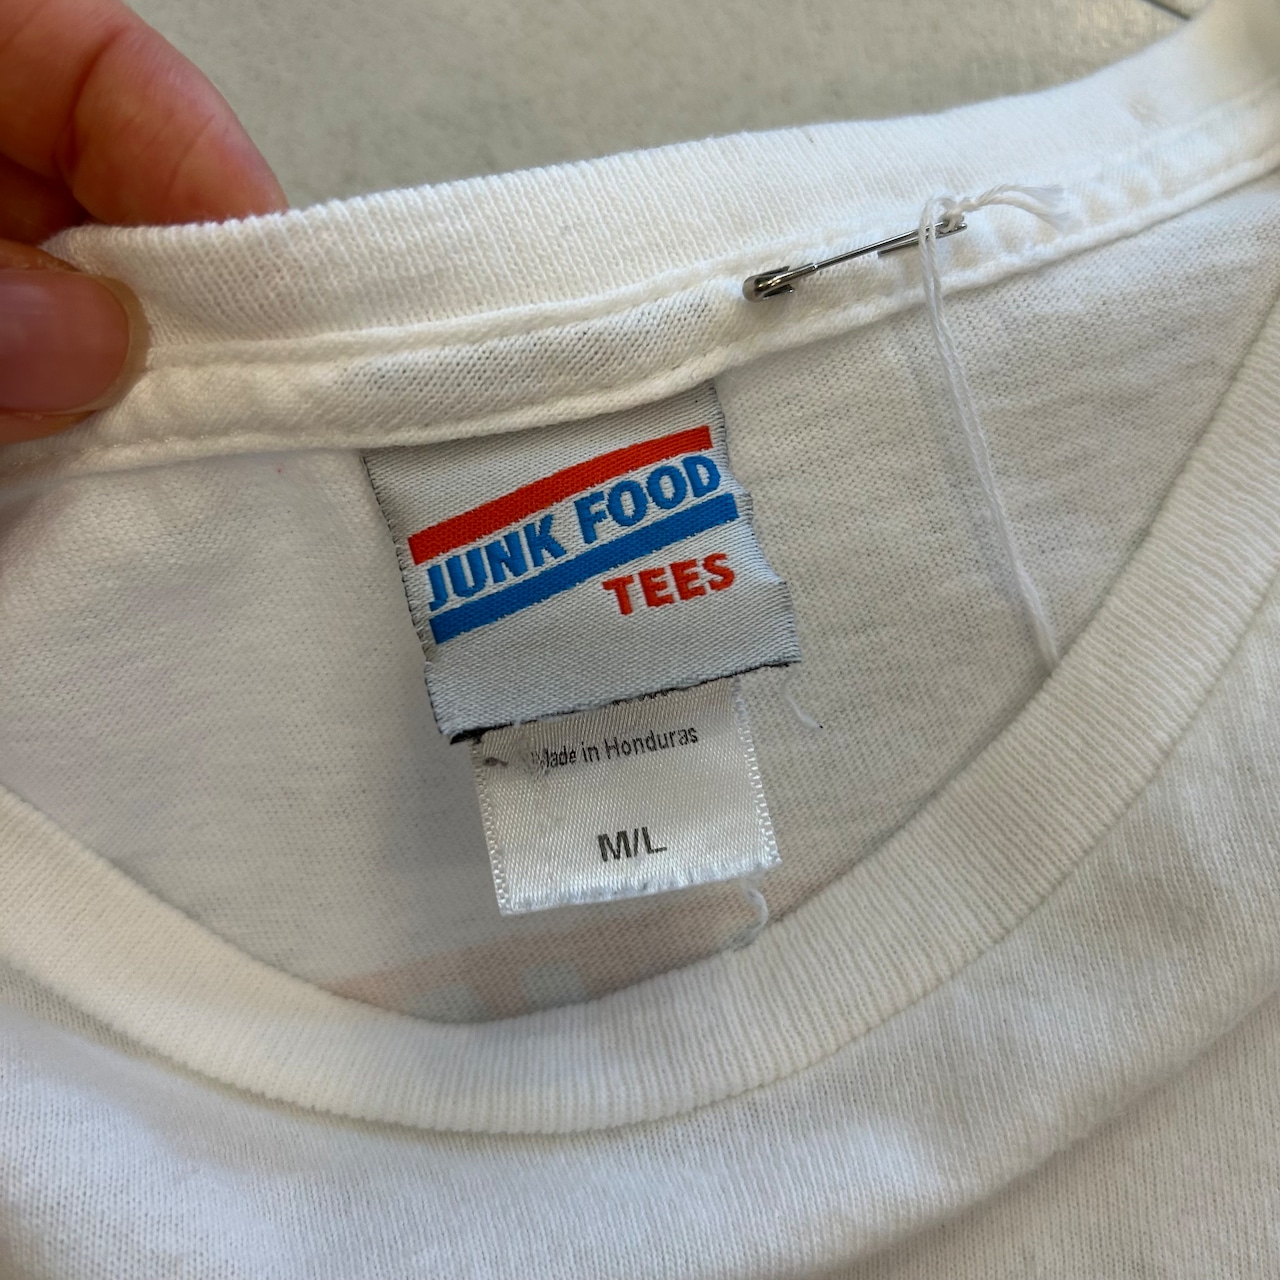 JUNK FOOD
TEES
Made in Honduras
M/L